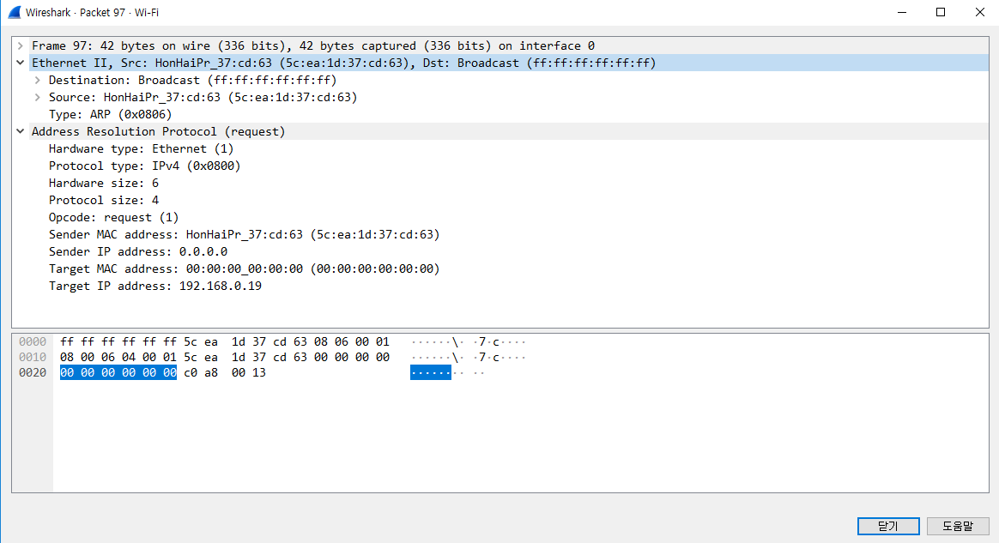 Wireshark · Packet 97 · Wi-Fi
Frame 97: 42 bytes on wire (336 bits), 42 bytes captured (336 bits) on interface 0
Ethernet II, Src: HonHaiPr_37:cd:63 (5c:ea:1d:37:cd:63), Dst: Broadcast (ff:ff:ff:ff:ff:ff)
Destination: Broadcast (ff:ff:ff:ff:ff:ff)
Source: HonHaiPr_37:cd:63 (5c:ea:1d:37:cd:63)
Type: ARP (0x0806)
Address Resolution Protocol (request)
Hardware type: Ethernet (1)
Protocol type: IPv4 (0x0800)
Hardware size: 6
Protocol size: 4
Opcode: request (1)
Sender MAC address: HonHaiPr_37:cd:63 (5c:ea:1d:37:cd:63)
Sender IP address: 0.0.0.0
Target MAC address: 00:00:00_00:00:00 (00:00:00:00:00:00)
Target IP address: 192.168.0.19
0000 ff ff ff ff ff ff 5c ea 1d 37 cd 63 08 06 00 01 ······\· ·7·c····
0010 08 00 06 04 00 01 5c ea 1d 37 cd 63 00 00 00 00 ······\· ·7·c····
0020 00 00 00 00 00 00 c0 a8 00 13 ········ ··
닫기 도움말